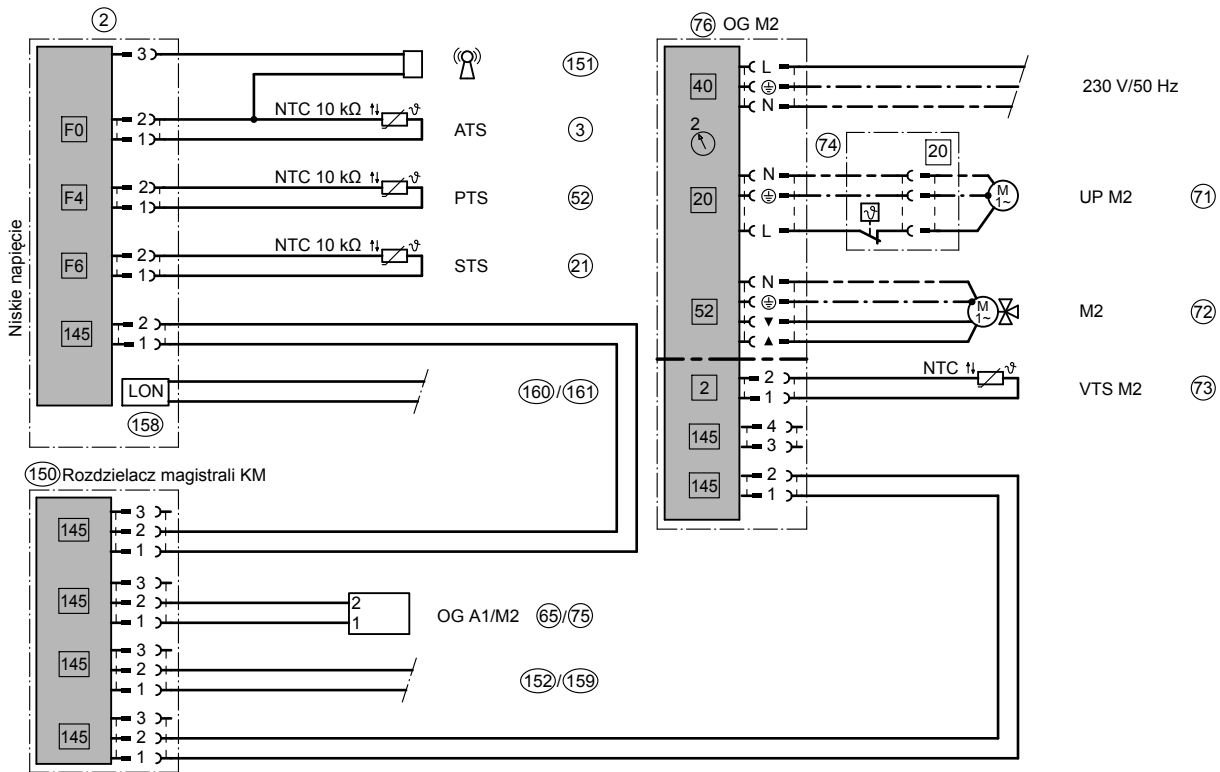 2
Niskie napięcie
3
151
F0
2
1
NTC 10 kΩ
ϑ
ATS
3
F4
2
1
NTC 10 kΩ
ϑ
PTS
52
F6
2
1
NTC 10 kΩ
ϑ
STS
21
145
2
1
LON
160/161
158
150 Rozdzielacz magistrali KM
145
3
2
1
145
3
2
1
2
1
OG A1/M2 65/75
145
3
2
1
152/159
145
3
2
1
76 OG M2
40
L
N
230 V/50 Hz
2
74
20
20
N
L
ϑ
M
1~
UP M2 71
52
N
M
1~
M2 72
2
2
1
NTC
ϑ
VTS M2 73
145
4
3
145
2
1